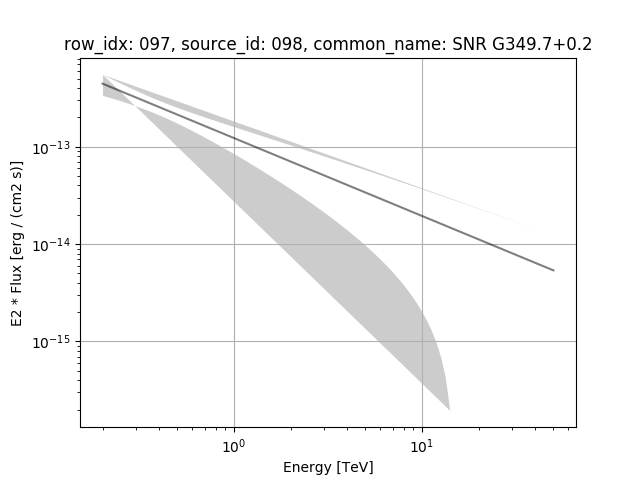 row_idx: 097, source_id: 098, common_name: SNR G349.7+0.2
E2 * Flux [erg / (cm2 s)]
10⁻¹³
10⁻¹⁴
10⁻¹⁵
10⁰ 10¹
Energy [TeV]